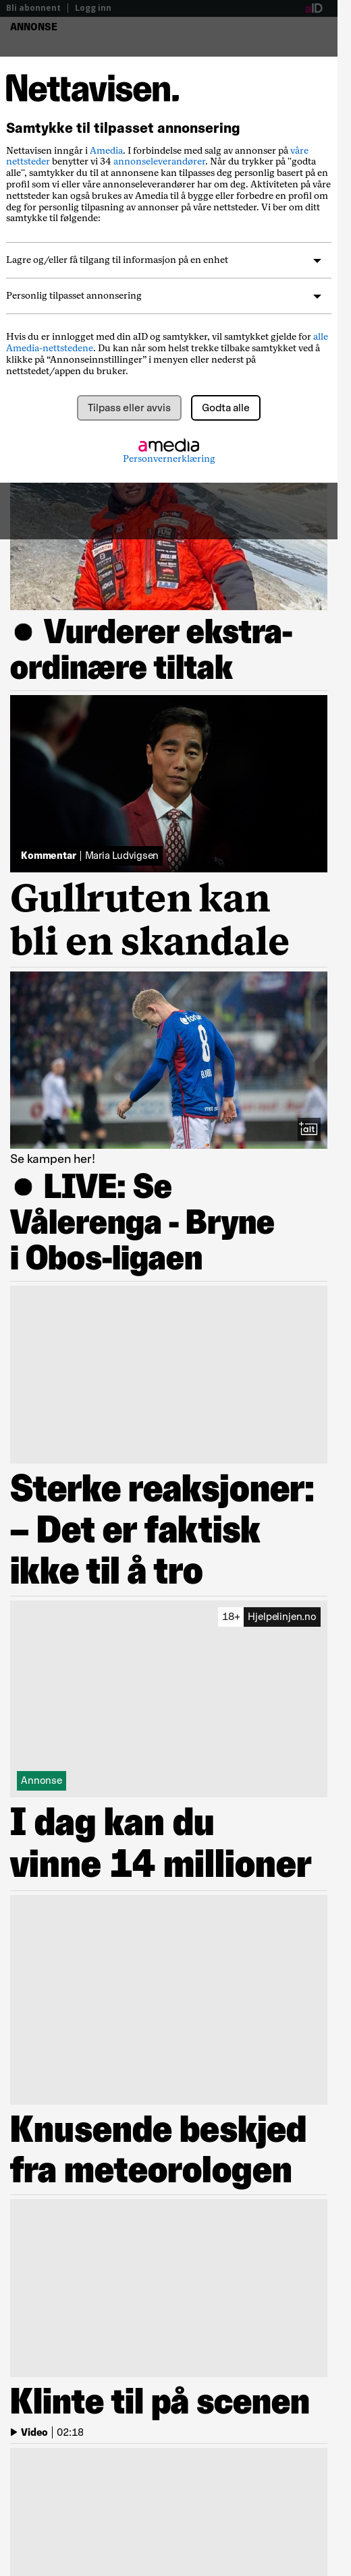 Bli abonnent | Logg inn
aID
ANNONSE
Nettavisen.
Samtykke til tilpasset annonsering
Nettavisen inngår i Amedia. I forbindelse med salg av annonser på våre
nettsteder benytter vi 34 annonseleverandører. Når du trykker på "godta
alle", samtykker du til at annonsene kan tilpasses deg personlig basert på en
profil som vi eller våre annonseleverandører har om deg. Aktiviteten på våre
nettsteder kan også brukes av Amedia til å bygge eller forbedre en profil om
deg for personlig tilpasning av annonser på våre nettsteder. Vi ber om ditt
samtykke til følgende:
Lagre og/eller få tilgang til informasjon på en enhet
Personlig tilpasset annonsering
Hvis du er innlogget med din aID og samtykker, vil samtykket gjelde for alle
Amedia-nettstedene. Du kan når som helst trekke tilbake samtykket ved å
klikke på “Annonseinnstillinger” i menyen eller nederst på
nettstedet/appen du bruker.
Tilpass eller avvis
Godta alle
amedia
Personvernerklæring
Vurderer ekstra-
ordinære tiltak
Kommentar | Maria Ludvigsen
Gullruten kan
bli en skandale
8
alt
Se kampen her!
LIVE: Se
Vålerenga - Bryne
i Obos-ligaen
Sterke reaksjoner:
– Det er faktisk
ikke til å tro
18+ Hjelpelinjen.no
Annonse
I dag kan du
vinne 14 millioner
Knusende beskjed
fra meteorologen
Klinte til på scenen
Video | 02:18